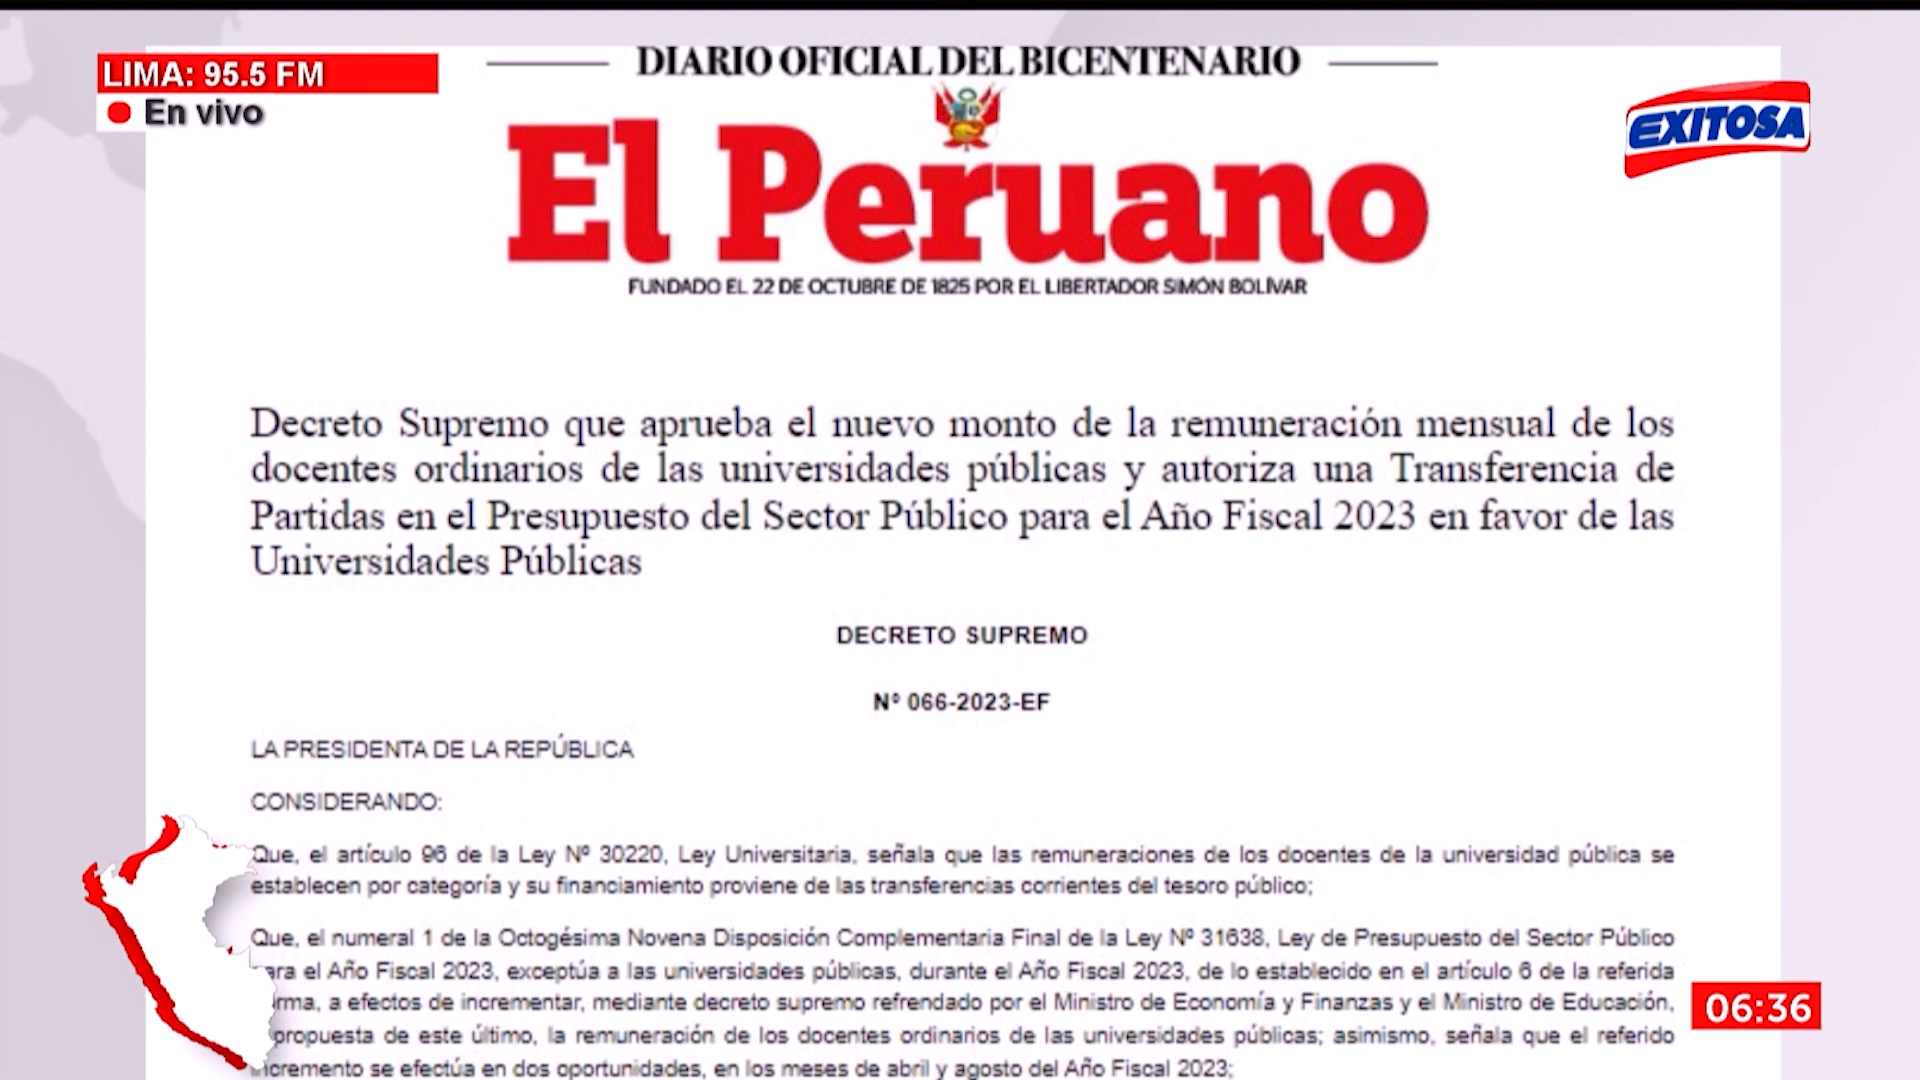 LIMA: 95.5 FM
En vivo
EXITOSA
DIARIO OFICIAL DEL BICENTENARIO
El Peruano
FUNDADO EL 22 DE OCTUBRE DE 1825 POR EL LIBERTADOR SIMÓN BOLÍVAR
Decreto Supremo que aprueba el nuevo monto de la remuneración mensual de los
docentes ordinarios de las universidades públicas y autoriza una Transferencia de
Partidas en el Presupuesto del Sector Público para el Año Fiscal 2023 en favor de las
Universidades Públicas
DECRETO SUPREMO
Nº 066-2023-EF
LA PRESIDENTA DE LA REPÚBLICA
CONSIDERANDO:
Que, el artículo 96 de la Ley Nº 30220, Ley Universitaria, señala que las remuneraciones de los docentes de la universidad pública se
establecen por categoría y su financiamiento proviene de las transferencias corrientes del tesoro público;
Que, el numeral 1 de la Octogésima Novena Disposición Complementaria Final de la Ley Nº 31638, Ley de Presupuesto del Sector Público
el Año Fiscal 2023, exceptúa a las universidades públicas, durante el Año Fiscal 2023, de lo establecido en el artículo 6 de la referida
a efectos de incrementar, mediante decreto supremo refrendado por el Ministro de Economía y Finanzas y el Ministro de Educación,
propuesta de este último, la remuneración de los docentes ordinarios de las universidades públicas; asimismo, señala que el referido
se efectúa en dos oportunidades, en los meses de abril y agosto del Año Fiscal 2023;
06:36